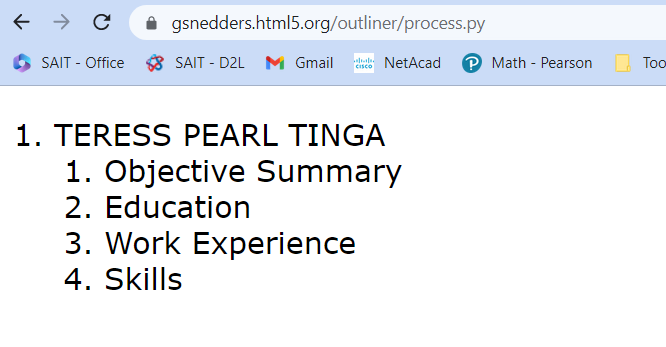 gsnedders.html5.org/outliner/process.py
SAIT - Office SAIT - D2L Gmail cisco NetAcad Math - Pearson Too
1. TERESS PEARL TINGA
1. Objective Summary
2. Education
3. Work Experience
4. Skills